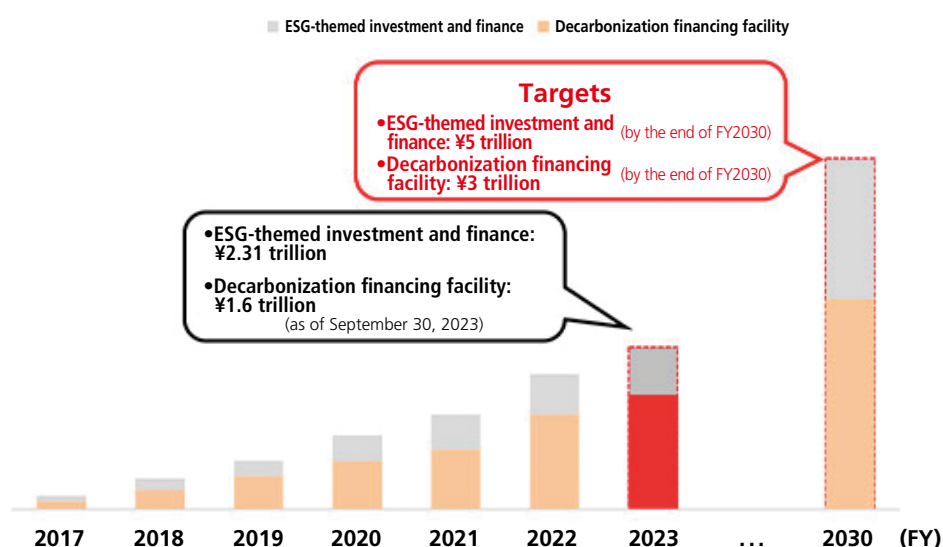 ESG-themed investment and finance Decarbonization financing facility
Targets
•ESG-themed investment and (by the end of FY2030)
finance: ¥5 trillion
•Decarbonization financing (by the end of FY2030)
facility: ¥3 trillion
•ESG-themed investment and finance:
¥2.31 trillion
•Decarbonization financing facility:
¥1.6 trillion
(as of September 30, 2023)
2017 2018 2019 2020 2021 2022 2023 ... 2030 (FY)